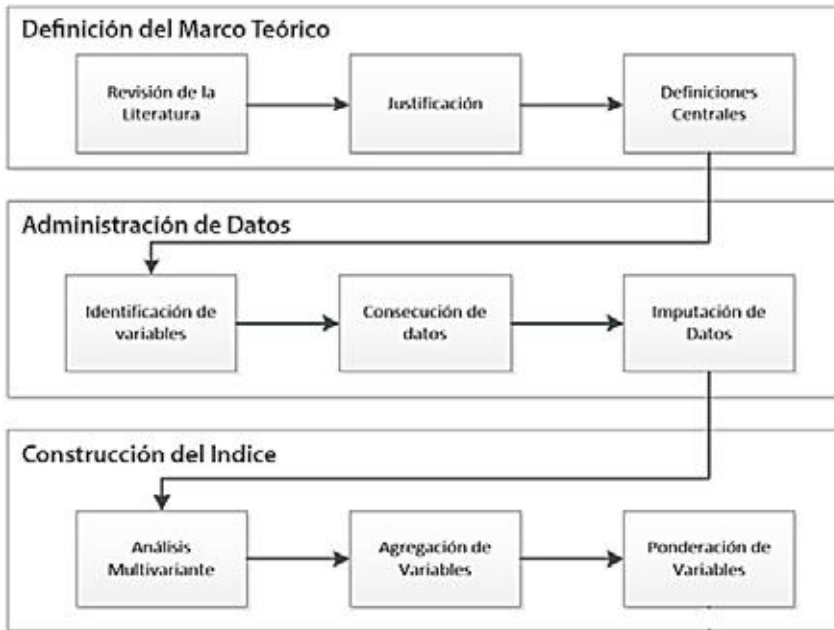 Definición del Marco Teórico
Revisión de la
Literatura
Justificación
Definiciones
Centrales
Administración de Datos
Identificación de
variables
Consecución de
datos
Imputación de
Datos
Construcción del Indice
Análisis
Multivariante
Agregación de
Variables
Ponderación de
Variables